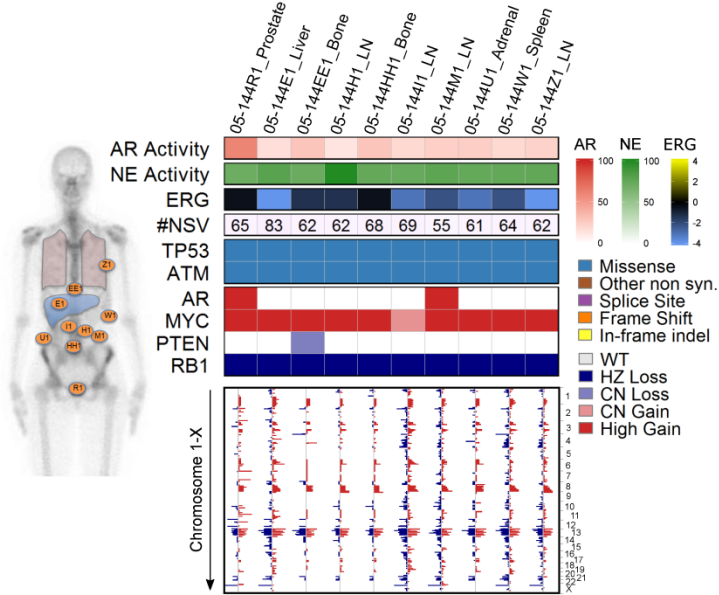 05-144R1_Prostate
05-144E1_Liver
05-144EE1_Bone
05-144H1_LN
05-144HH1_Bone
05-144I1_LN
05-144M1_LN
05-144U1_Adrenal
05-144W1_Spleen
05-144Z1_LN
AR Activity
NE Activity
ERG
#NSV 65 83 62 62 68 69 55 61 64 62
TP53
ATM
AR
MYC
PTEN
RB1
AR NE ERG
100 100 4
2
50 50 0
-2
0 0 -4
Missense
Other non syn.
Splice Site
Frame Shift
In-frame indel
WT
HZ Loss
CN Loss
CN Gain
High Gain
Z1
EE1
E1
W1
I1
H1
M1
U1
HH1
R1
Chromosome 1-X
1
2
3
4
5
6
7
8
9
10
11
12
13
14
15
16
17
18
19
20
21
22
X